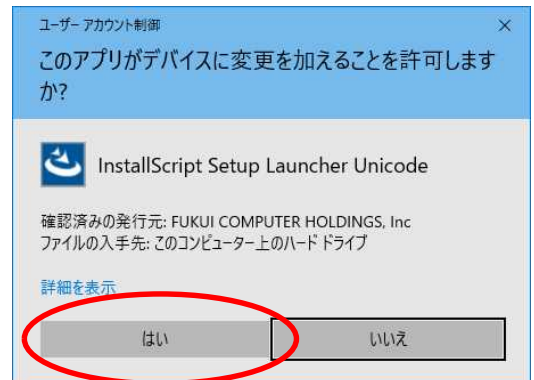 ユーザー アカウント制御
このアプリがデバイスに変更を加えることを許可します
か?
InstallScript Setup Launcher Unicode
確認済みの発行元: FUKUI COMPUTER HOLDINGS, Inc
ファイルの入手先: このコンピューター上のハード ドライブ
詳細を表示
はい
いいえ